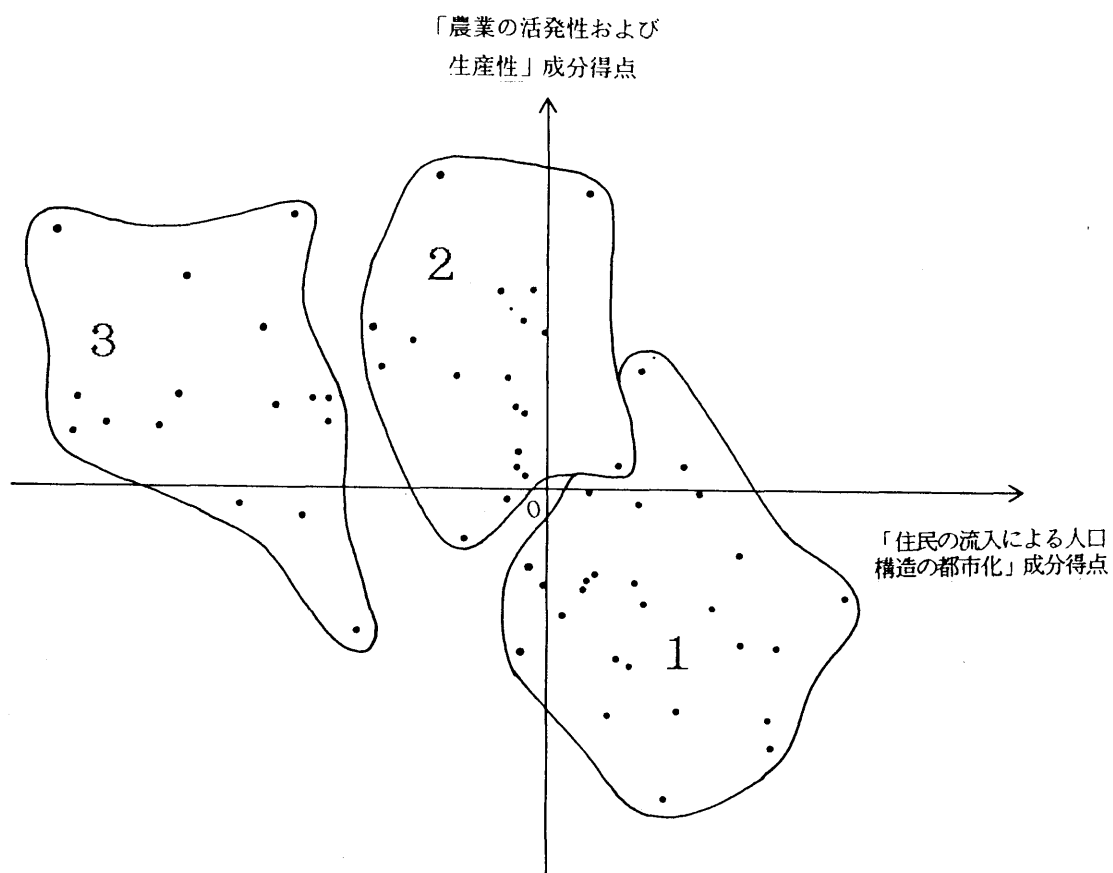 「農業の活発性および
生産性」成分得点
2
3
0
「住民の流入による人口
構造の都市化」成分得点
1